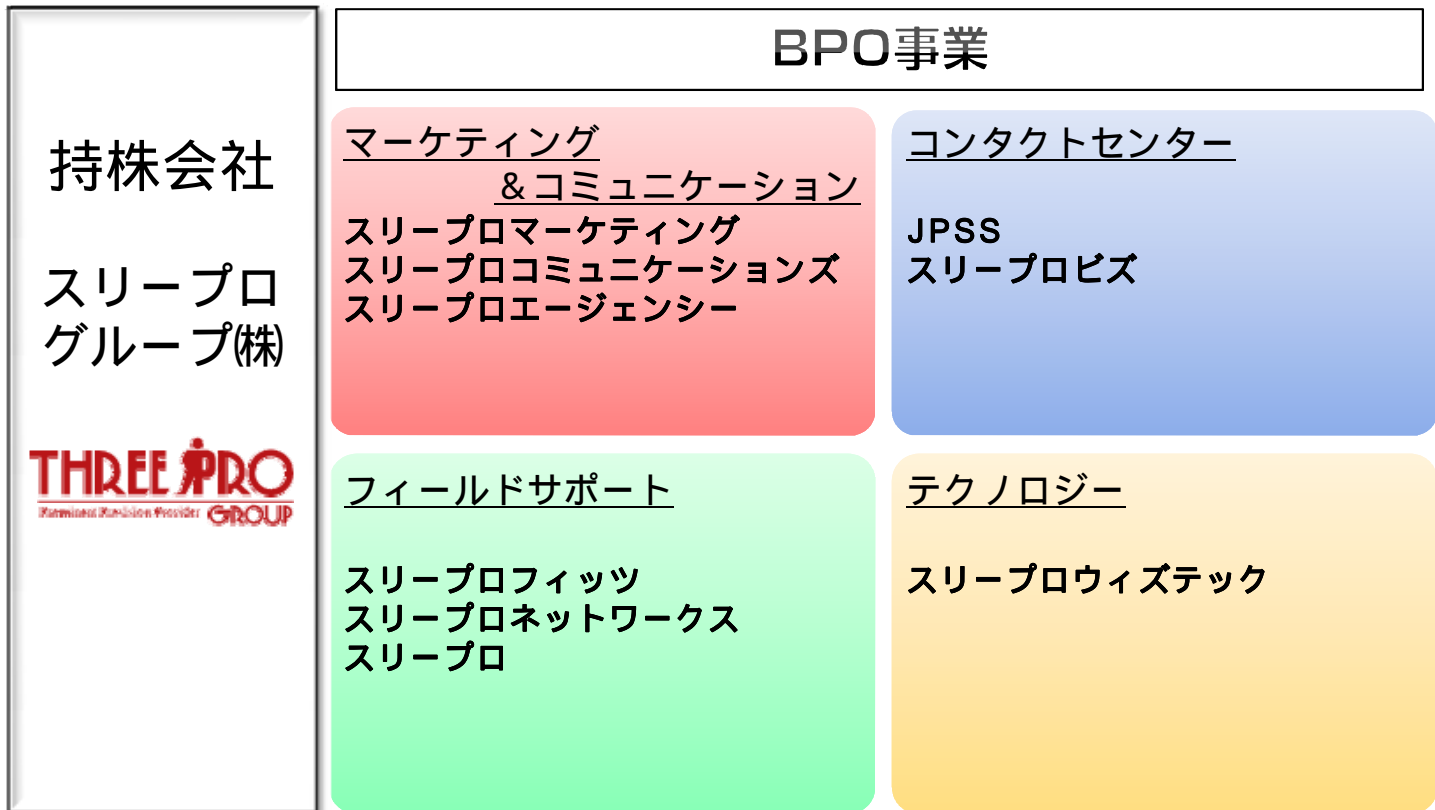 持株会社
スリープロ
グループ㈱
THREE PRO
GROUP
BPO事業
マーケティング
&コミュニケーション
スリープロマーケティング
スリープロコミュニケーションズ
スリープロエージェンシー
コンタクトセンター
JPSS
スリープロビズ
フィールドサポート
スリープロフィッツ
スリープロネットワークス
スリープロ
テクノロジー
スリープロウィズテック